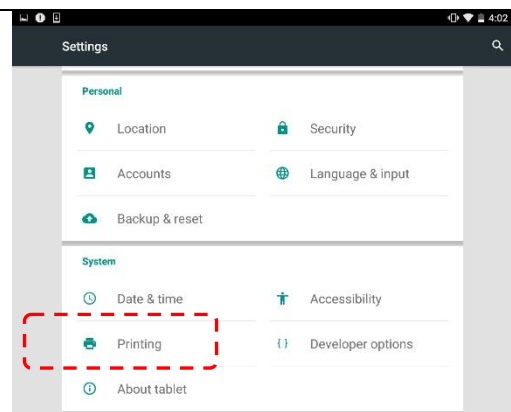 4:02
Settings
Personal
Location Security
Accounts Language & input
Backup & reset
System
Date & time Accessibility
Printing { } Developer options
About tablet